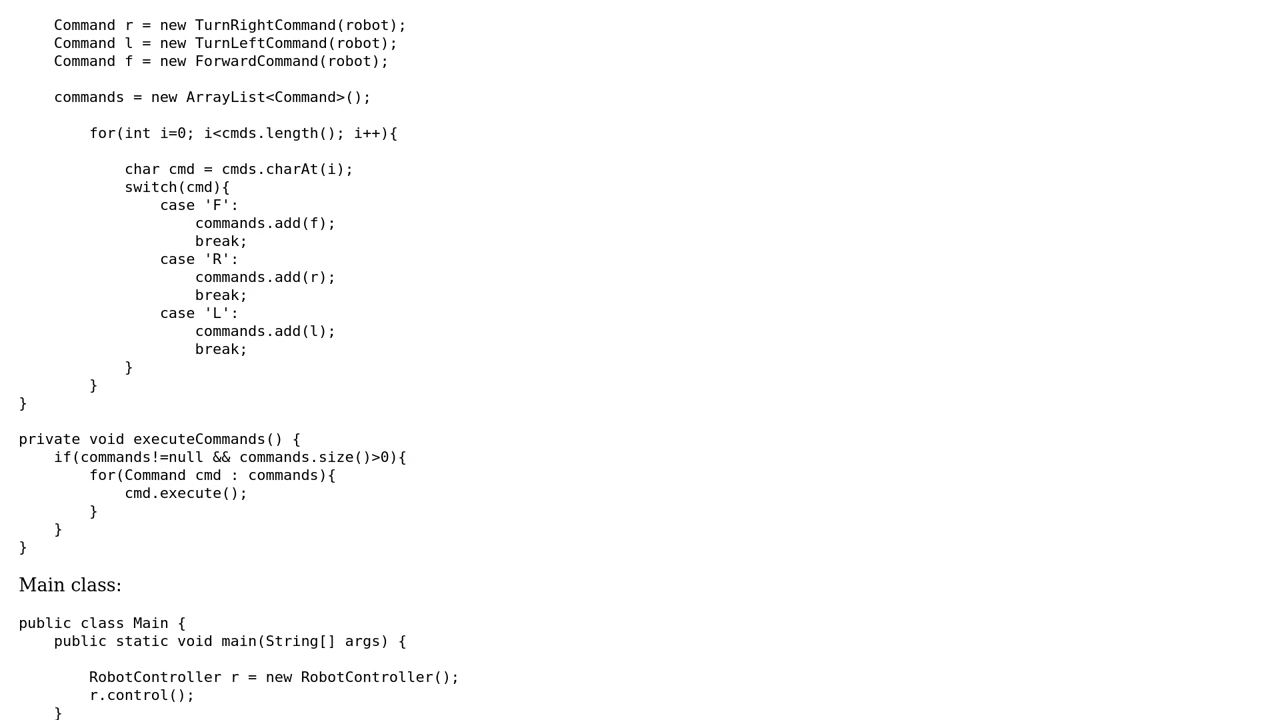 Command r = new TurnRightCommand(robot);
    Command l = new TurnLeftCommand(robot);
    Command f = new ForwardCommand(robot);

    commands = new ArrayList<Command>();

        for(int i=0; i<cmds.length(); i++){

            char cmd = cmds.charAt(i);
            switch(cmd){
                case 'F':
                    commands.add(f);
                    break;
                case 'R':
                    commands.add(r);
                    break;
                case 'L':
                    commands.add(l);
                    break;
            }
        }
}

private void executeCommands() {
    if(commands!=null && commands.size()>0){
        for(Command cmd : commands){
            cmd.execute();
        }
    }
}

Main class:

public class Main {
    public static void main(String[] args) {

        RobotController r = new RobotController();
        r.control();
    }